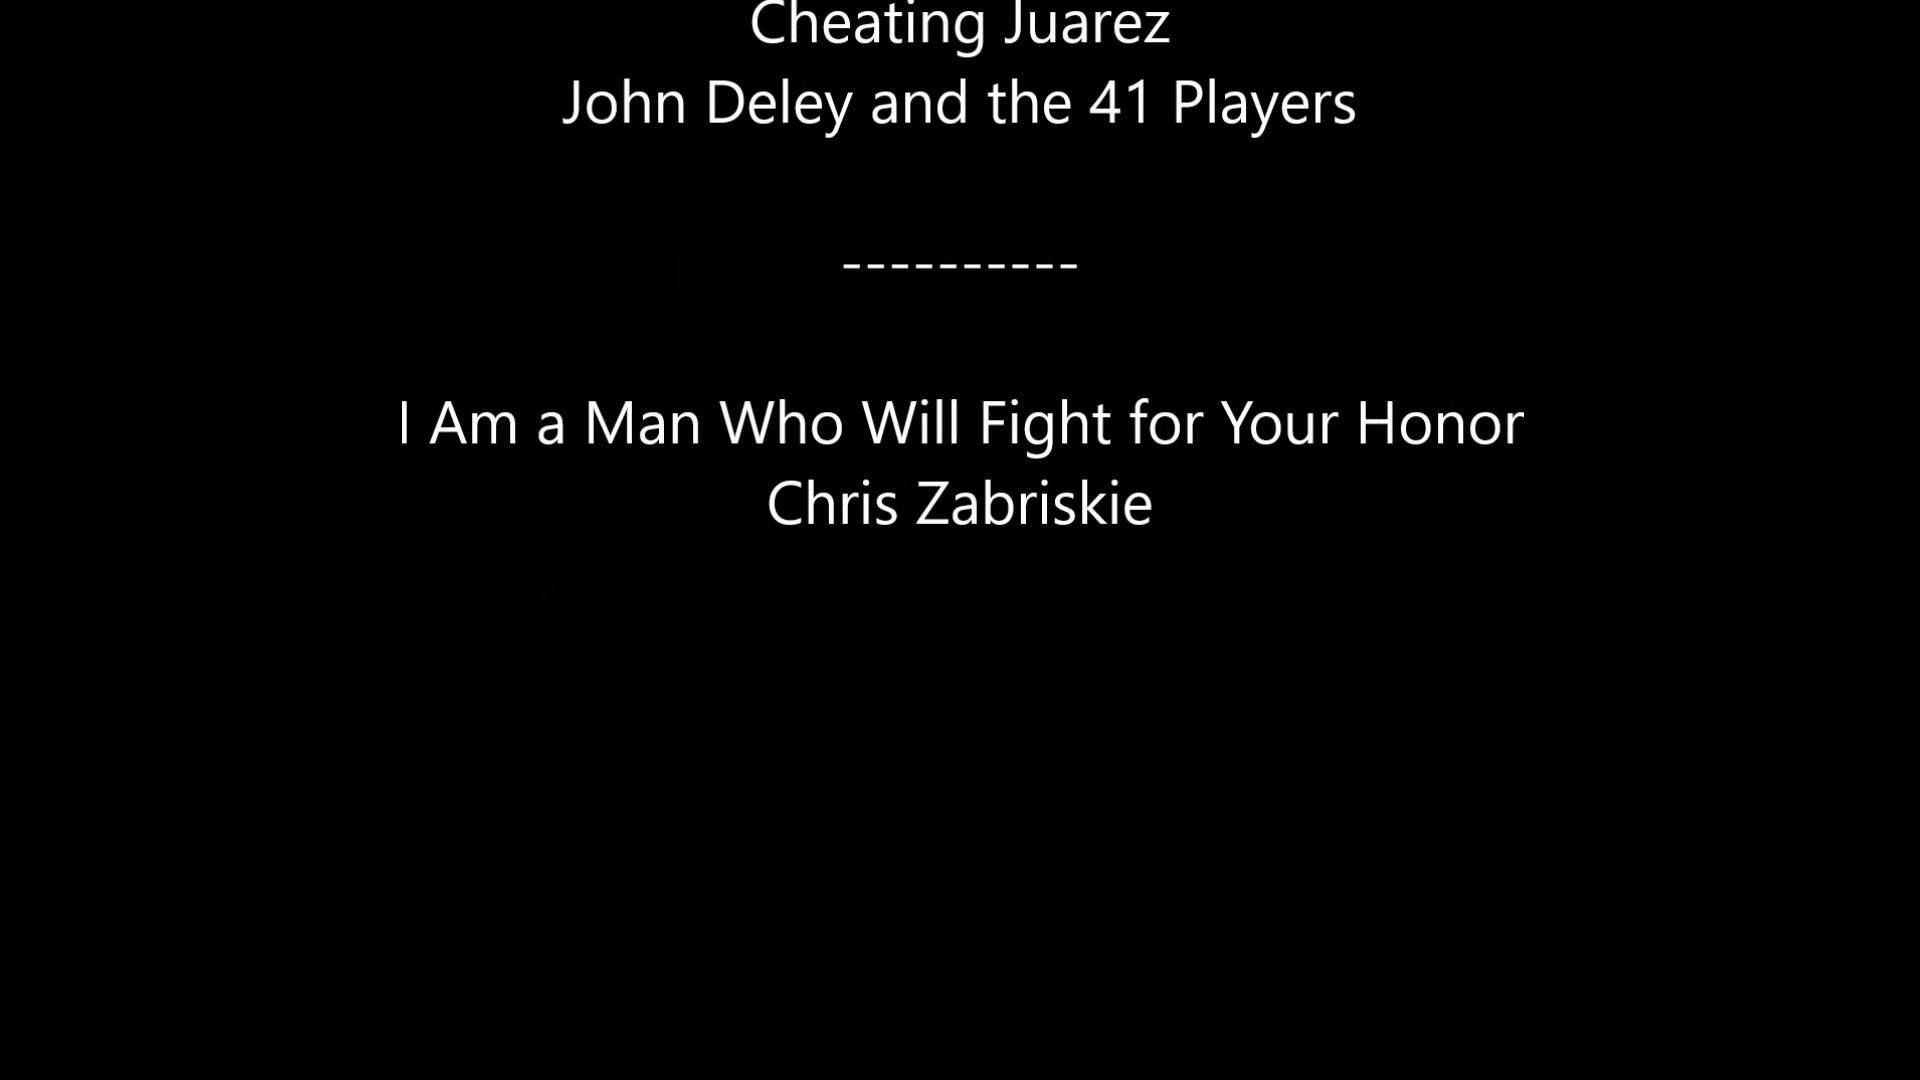 Cheating Juarez
John Deley and the 41 Players
----------
I Am a Man Who Will Fight for Your Honor
Chris Zabriskie